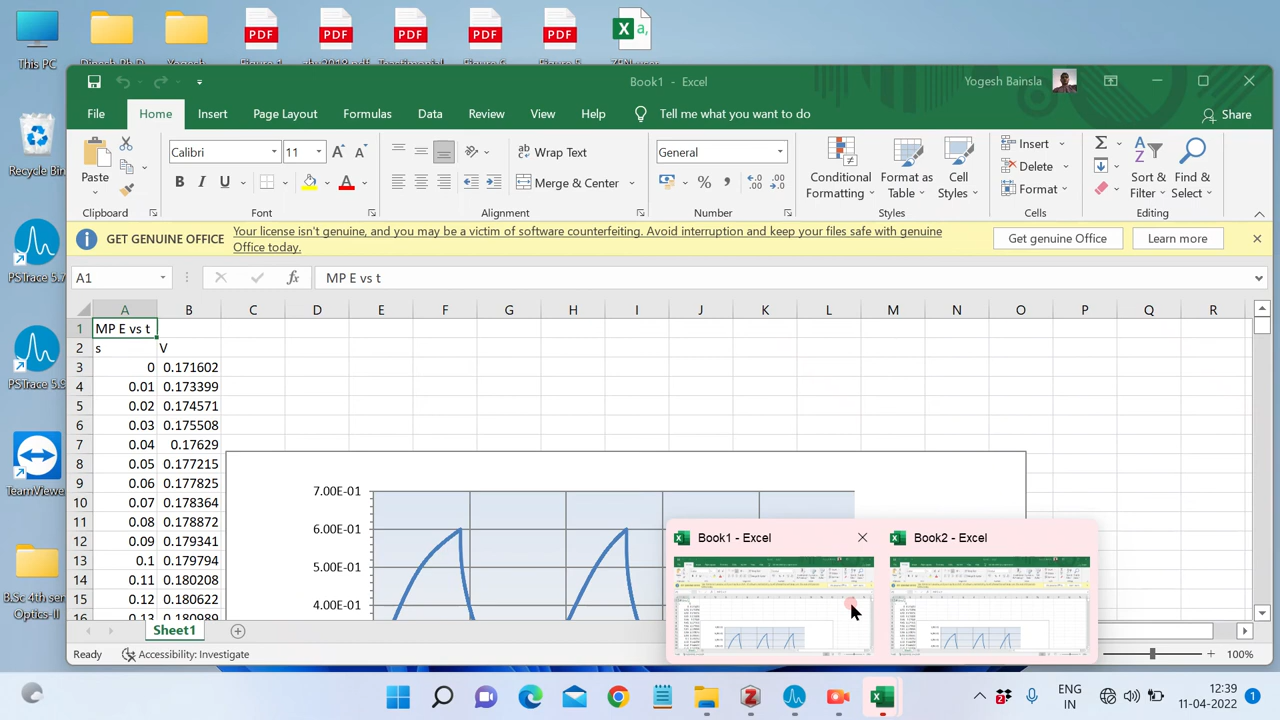 This PC
PDF
PDF
PDF
PDF
PDF
Recycle Bin
PSTrace 5.7
PSTrace 5.9
TeamViewer
B.Sc 4th sem
Optics-II
Book1 - Excel
Yogesh Bainsla
File Home Insert Page Layout Formulas Data Review View Help Tell me what you want to do Share
Paste
Clipboard
Calibri 11
B I U
Font
Wrap Text
Merge & Center
Alignment
General
Number
Conditional
Formatting
Format as
Table
Cell
Styles
Styles
Insert
Delete
Format
Cells
Sort &
Filter
Find &
Select
Editing
GET GENUINE OFFICE
Your license isn't genuine, and you may be a victim of software counterfeiting. Avoid interruption and keep your files safe with genuine
Office today.
Get genuine Office
Learn more
A1 fx MP E vs t
A B C D E F G H I J K L M N O P Q R
1 MP E vs t
2 s V
3 0 0.171602
4 0.01 0.173399
5 0.02 0.174571
6 0.03 0.175508
7 0.04 0.17629
8 0.05 0.177215
9 0.06 0.177825
10 0.07 0.178364
11 0.08 0.178872
12 0.09 0.179341
13 0.1 0.179794
14 0.11 0.180208
15 0.12 0.180622
16
7.00E-01
6.00E-01
5.00E-01
4.00E-01
Book1 - Excel
Book2 - Excel
Sheet1
Ready
Accessibility: Investigate
100%
ENG
IN
12:39
11-04-2022